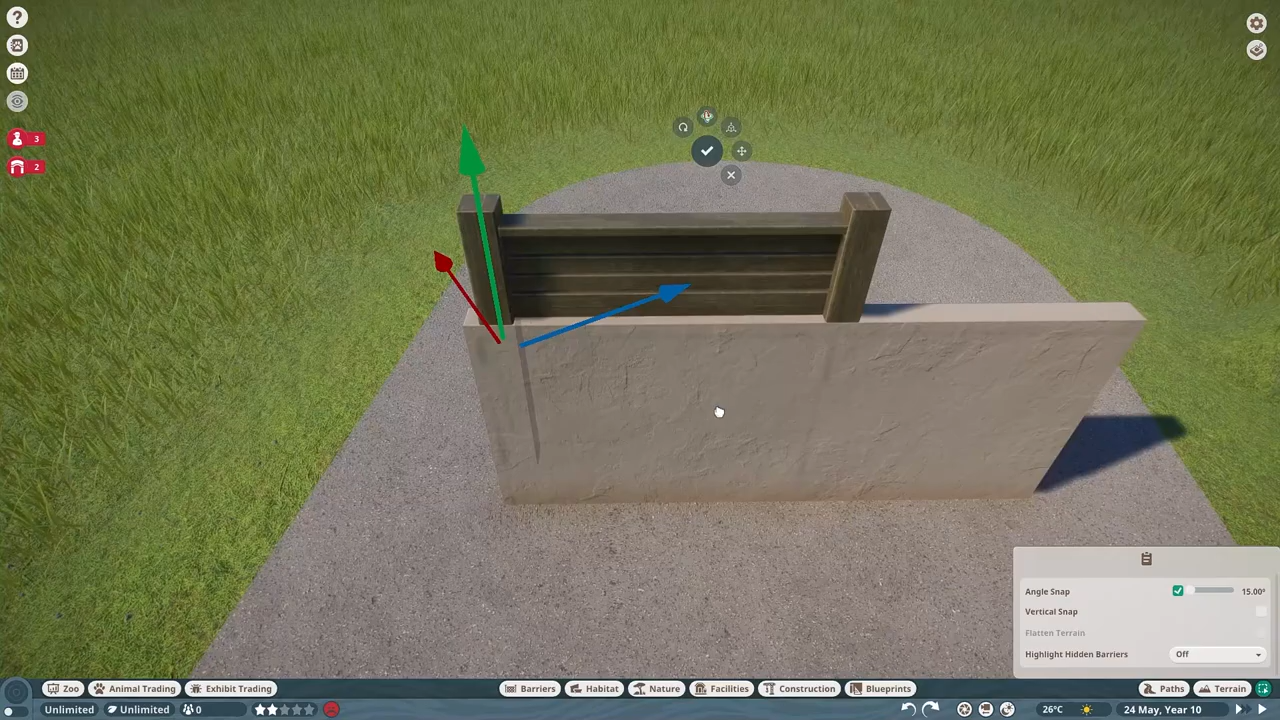 ?
3
2
Angle Snap 15.00°
Vertical Snap
Flatten Terrain
Highlight Hidden Barriers Off
Zoo Animal Trading Exhibit Trading Barriers Habitat Nature Facilities Construction Blueprints Paths Terrain
Unlimited Unlimited 0 26°C 24 May, Year 10